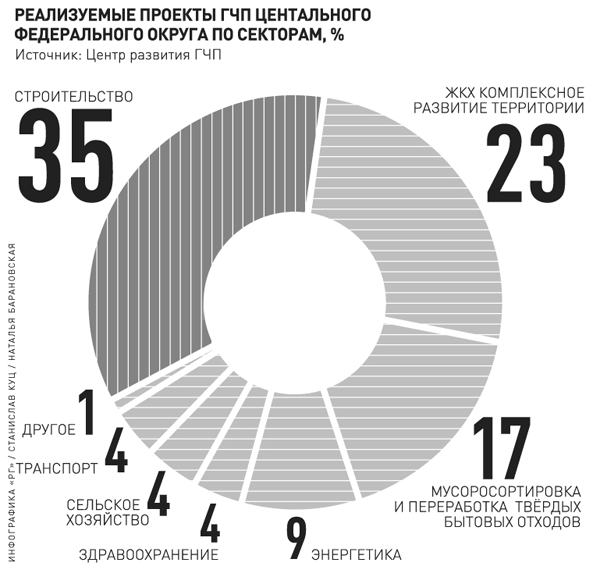 РЕАЛИЗУЕМЫЕ ПРОЕКТЫ ГЧП ЦЕНТАЛЬНОГО
ФЕДЕРАЛЬНОГО ОКРУГА ПО СЕКТОРАМ, %
Источник: Центр развития ГЧП
СТРОИТЕЛЬСТВО
35
ЖКХ КОМПЛЕКСНОЕ
РАЗВИТИЕ ТЕРРИТОРИИ
23
17
МУСОРОСОРТИРОВКА
И ПЕРЕРАБОТКА ТВЁРДЫХ
БЫТОВЫХ ОТХОДОВ
9
ЭНЕРГЕТИКА
4
ЗДРАВООХРАНЕНИЕ
4
СЕЛЬСКОЕ
ХОЗЯЙСТВО
4
ТРАНСПОРТ
1
ДРУГОЕ
ИНФОГРАФИКА «РГ» / СТАНИСЛАВ КУЦ / НАТАЛЬЯ БАРАНОВСКАЯ